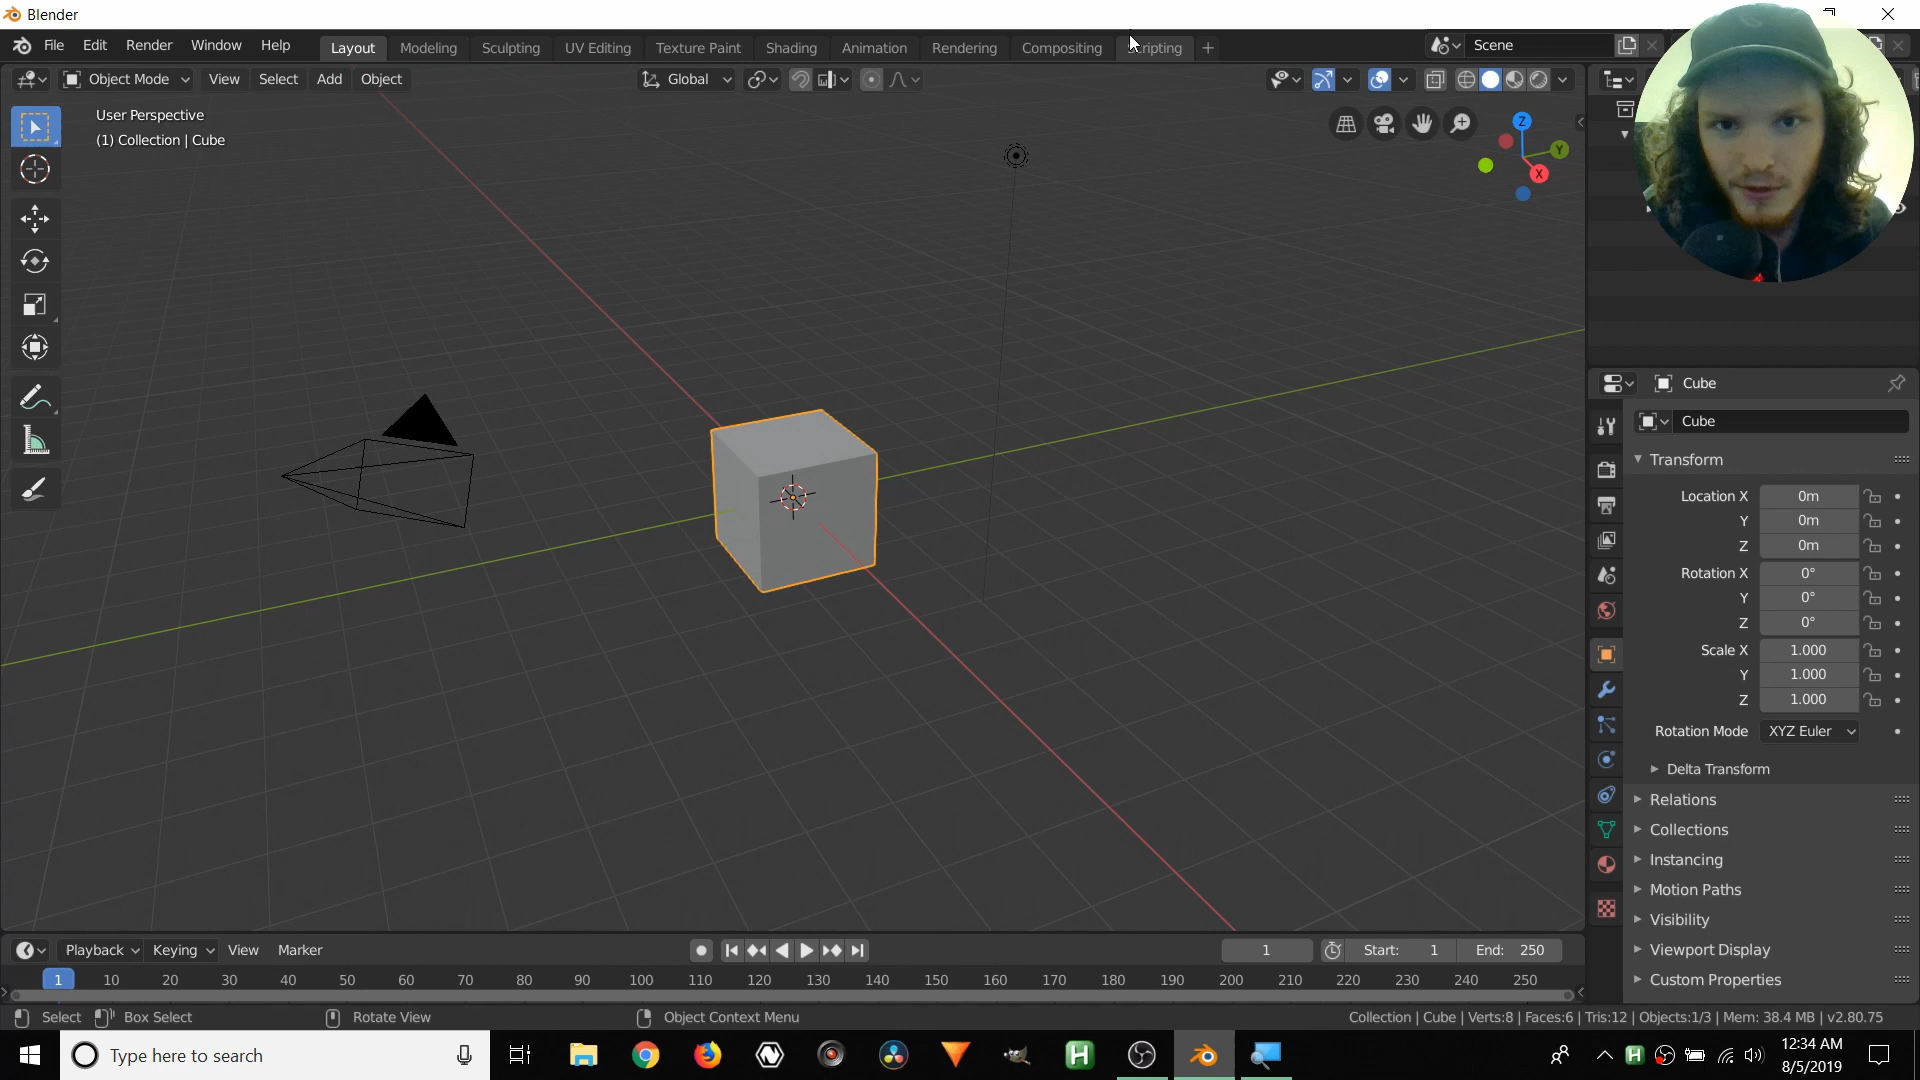 Blender
File Edit Render Window Help Layout Modeling Sculpting UV Editing Texture Paint Shading Animation Rendering Compositing Scripting + Scene
Object Mode View Select Add Object Global
User Perspective
(1) Collection | Cube
Z
Y
X
Cube
Cube
Transform
Location X 0m
Y 0m
Z 0m
Rotation X 0°
Y 0°
Z 0°
Scale X 1.000
Y 1.000
Z 1.000
Rotation Mode XYZ Euler
Delta Transform
Relations
Collections
Instancing
Motion Paths
Visibility
Viewport Display
Custom Properties
Playback Keying View Marker 1 Start: 1 End: 250
1 10 20 30 40 50 60 70 80 90 100 110 120 130 140 150 160 170 180 190 200 210 220 230 240 250
Select Box Select Rotate View Object Context Menu Collection | Cube | Verts:8 | Faces:6 | Tris:12 | Objects:1/3 | Mem: 38.4 MB | v2.80.75
Type here to search
12:34 AM
8/5/2019